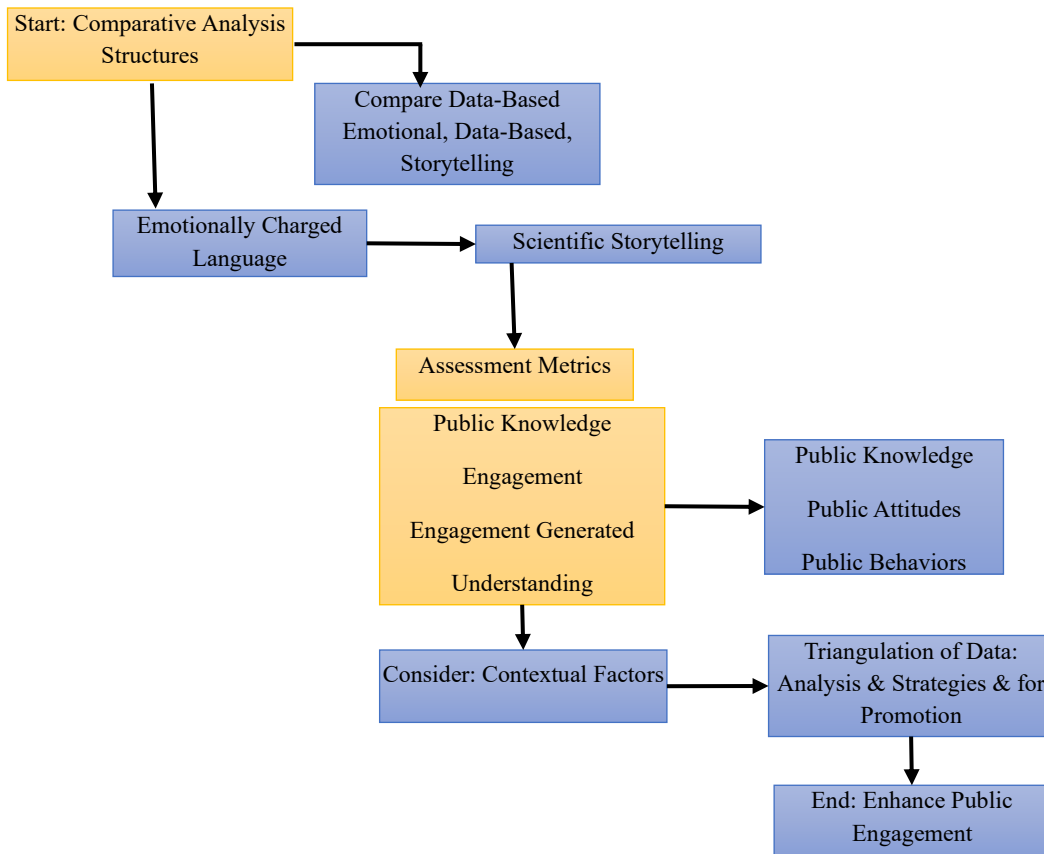 Start: Comparative Analysis
Structures
Compare Data-Based
Emotional, Data-Based,
Storytelling
Emotionally Charged
Language
Scientific Storytelling
Assessment Metrics
Public Knowledge
Engagement
Engagement Generated
Understanding
Public Knowledge
Public Attitudes
Public Behaviors
Consider: Contextual Factors
Triangulation of Data:
Analysis & Strategies & for
Promotion
End: Enhance Public
Engagement